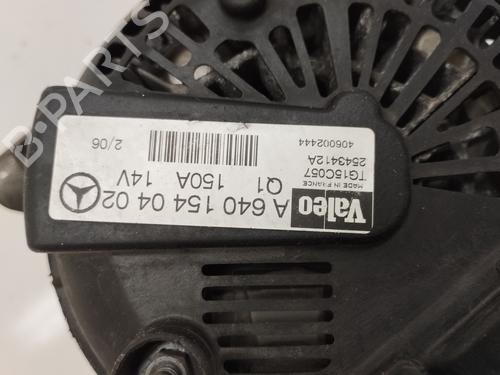 Valeo
MADE IN FRANCE
TG15C057
2543412A
406002444
A 640 154 04 02
Q1 150A 14V
2/06
B-PARTS